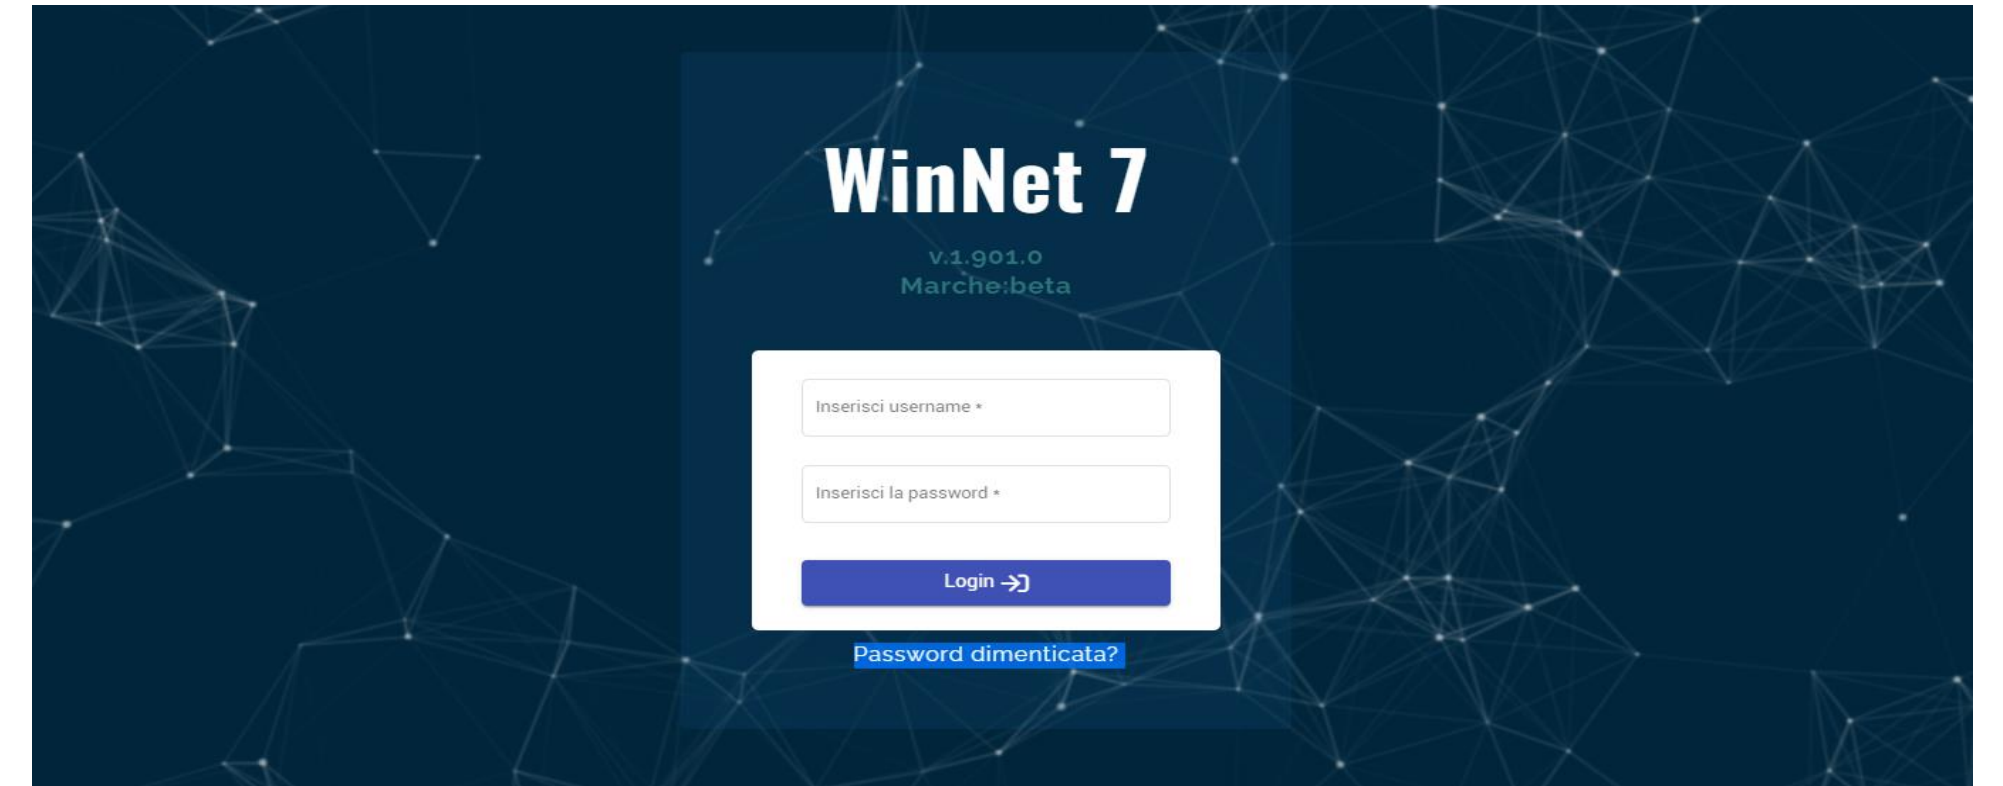 WinNet 7
v.1.901.0
Marche:beta
Inserisci username *
Inserisci la password *
Login
Password dimenticata?